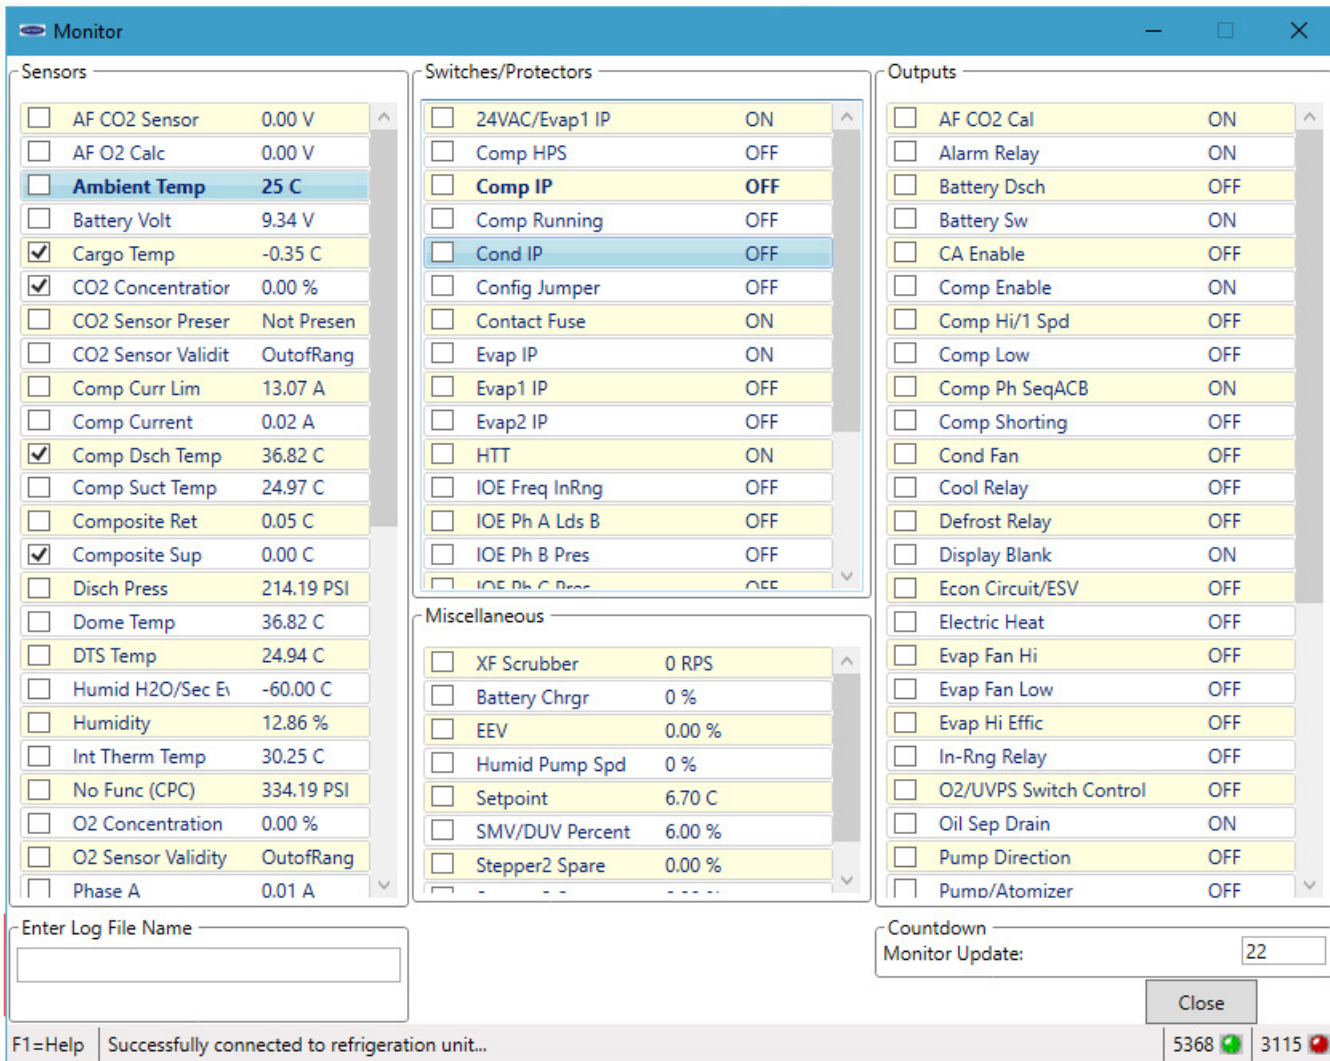 Monitor
Sensors
AF CO2 Sensor 0.00 V
AF O2 Calc 0.00 V
Ambient Temp 25 C
Battery Volt 9.34 V
Cargo Temp -0.35 C
CO2 Concentration 0.00 %
CO2 Sensor Preser Not Presen
CO2 Sensor Validit OutofRang
Comp Curr Lim 13.07 A
Comp Current 0.02 A
Comp Dsch Temp 36.82 C
Comp Suct Temp 24.97 C
Composite Ret 0.05 C
Composite Sup 0.00 C
Disch Press 214.19 PSI
Dome Temp 36.82 C
DTS Temp 24.94 C
Humid H2O/Sec Ev -60.00 C
Humidity 12.86 %
Int Therm Temp 30.25 C
No Func (CPC) 334.19 PSI
O2 Concentration 0.00 %
O2 Sensor Validity OutofRang
Phase A 0.01 A
Switches/Protectors
24VAC/Evap1 IP ON
Comp HPS OFF
Comp IP OFF
Comp Running OFF
Cond IP OFF
Config Jumper OFF
Contact Fuse ON
Evap IP ON
Evap1 IP OFF
Evap2 IP OFF
HTT ON
IOE Freq InRng OFF
IOE Ph A Lds B OFF
IOE Ph B Pres OFF
IOE Ph C Pres OFF
Miscellaneous
XF Scrubber 0 RPS
Battery Chrgr 0 %
EEV 0.00 %
Humid Pump Spd 0 %
Setpoint 6.70 C
SMV/DUV Percent 6.00 %
Stepper2 Spare 0.00 %
Outputs
AF CO2 Cal ON
Alarm Relay ON
Battery Dsch OFF
Battery Sw ON
CA Enable OFF
Comp Enable ON
Comp Hi/1 Spd OFF
Comp Low OFF
Comp Ph SeqACB ON
Comp Shorting OFF
Cond Fan OFF
Cool Relay OFF
Defrost Relay OFF
Display Blank ON
Econ Circuit/ESV OFF
Electric Heat OFF
Evap Fan Hi OFF
Evap Fan Low OFF
Evap Hi Effic OFF
In-Rng Relay OFF
O2/UVPS Switch Control OFF
Oil Sep Drain ON
Pump Direction OFF
Pump/Atomizer OFF
Enter Log File Name
Countdown
Monitor Update: 22
Close
F1=Help Successfully connected to refrigeration unit... 5368 3115